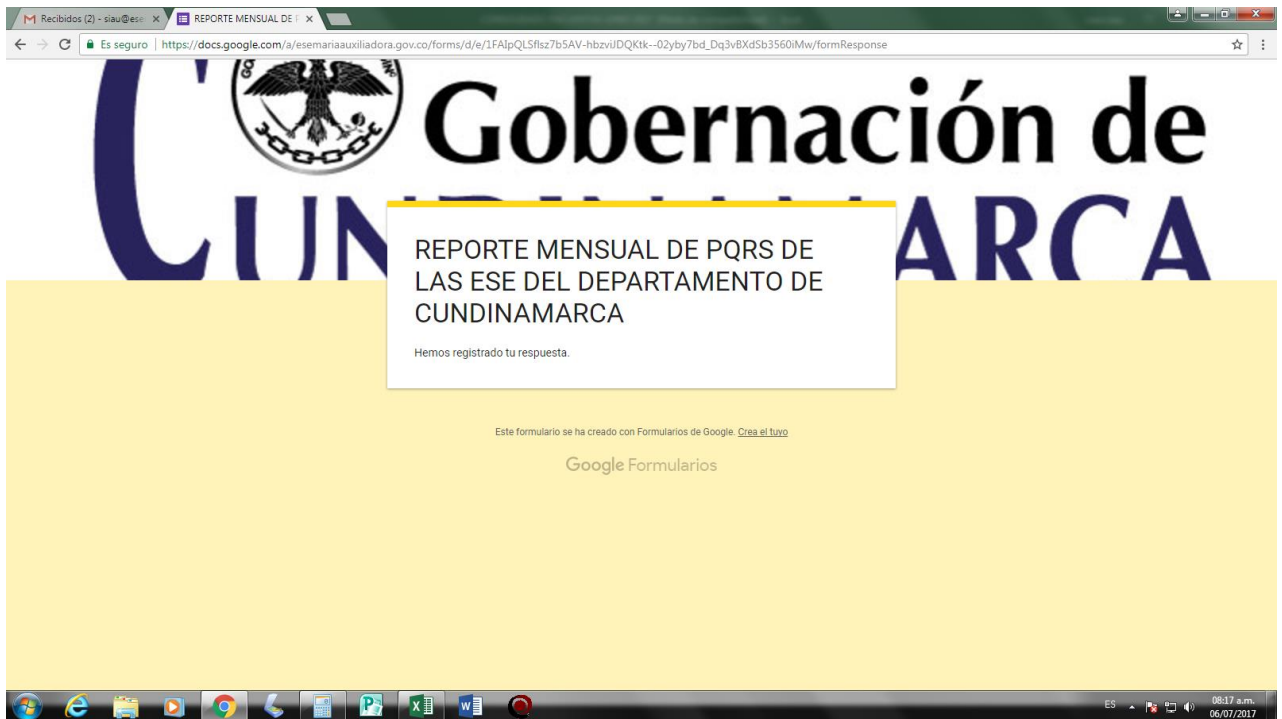 Recibidos (2) - siau@ese
REPORTE MENSUAL DE
Es seguro
https://docs.google.com/a/esemariaauxiliadora.gov.co/forms/d/e/1FAIpQLSflsz7b5AV-hbzviJDQKtk--02yby7bd_Dq3vBXdSb3560iMw/formResponse
Gobernación de
CUNDINAMARCA
REPORTE MENSUAL DE PQRS DE
LAS ESE DEL DEPARTAMENTO DE
CUNDINAMARCA
Hemos registrado tu respuesta.
Este formulario se ha creado con Formularios de Google. Crea el tuyo
Google Formularios
ES
08:17 a.m.
06/07/2017